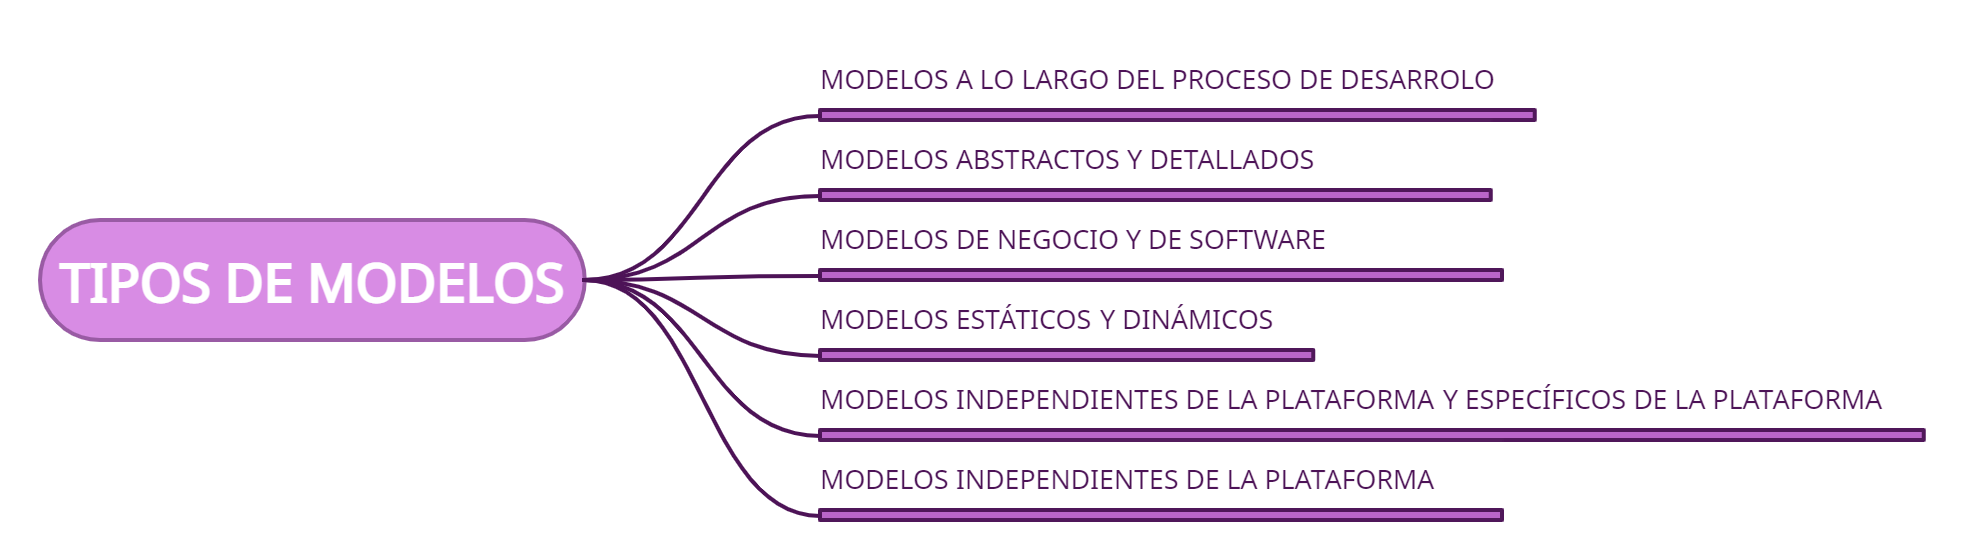 MODELOS A LO LARGO DEL PROCESO DE DESARROLO
MODELOS ABSTRACTOS Y DETALLADOS
MODELOS DE NEGOCIO Y DE SOFTWARE
TIPOS DE MODELOS
MODELOS ESTÁTICOS Y DINÁMICOS
MODELOS INDEPENDIENTES DE LA PLATAFORMA Y ESPECÍFICOS DE LA PLATAFORMA
MODELOS INDEPENDIENTES DE LA PLATAFORMA